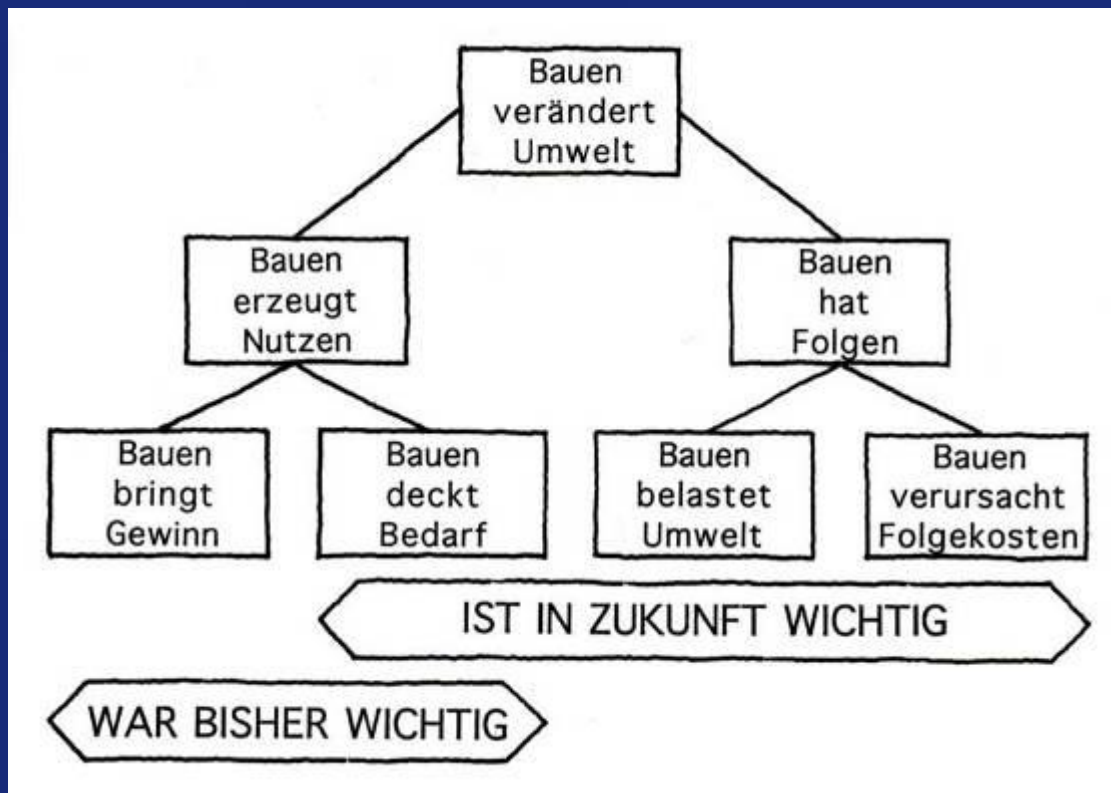 Bauen
verändert
Umwelt
Bauen
erzeugt
Nutzen
Bauen
hat
Folgen
Bauen
bringt
Gewinn
Bauen
deckt
Bedarf
Bauen
belastet
Umwelt
Bauen
verursacht
Folgekosten
IST IN ZUKUNFT WICHTIG
WAR BISHER WICHTIG